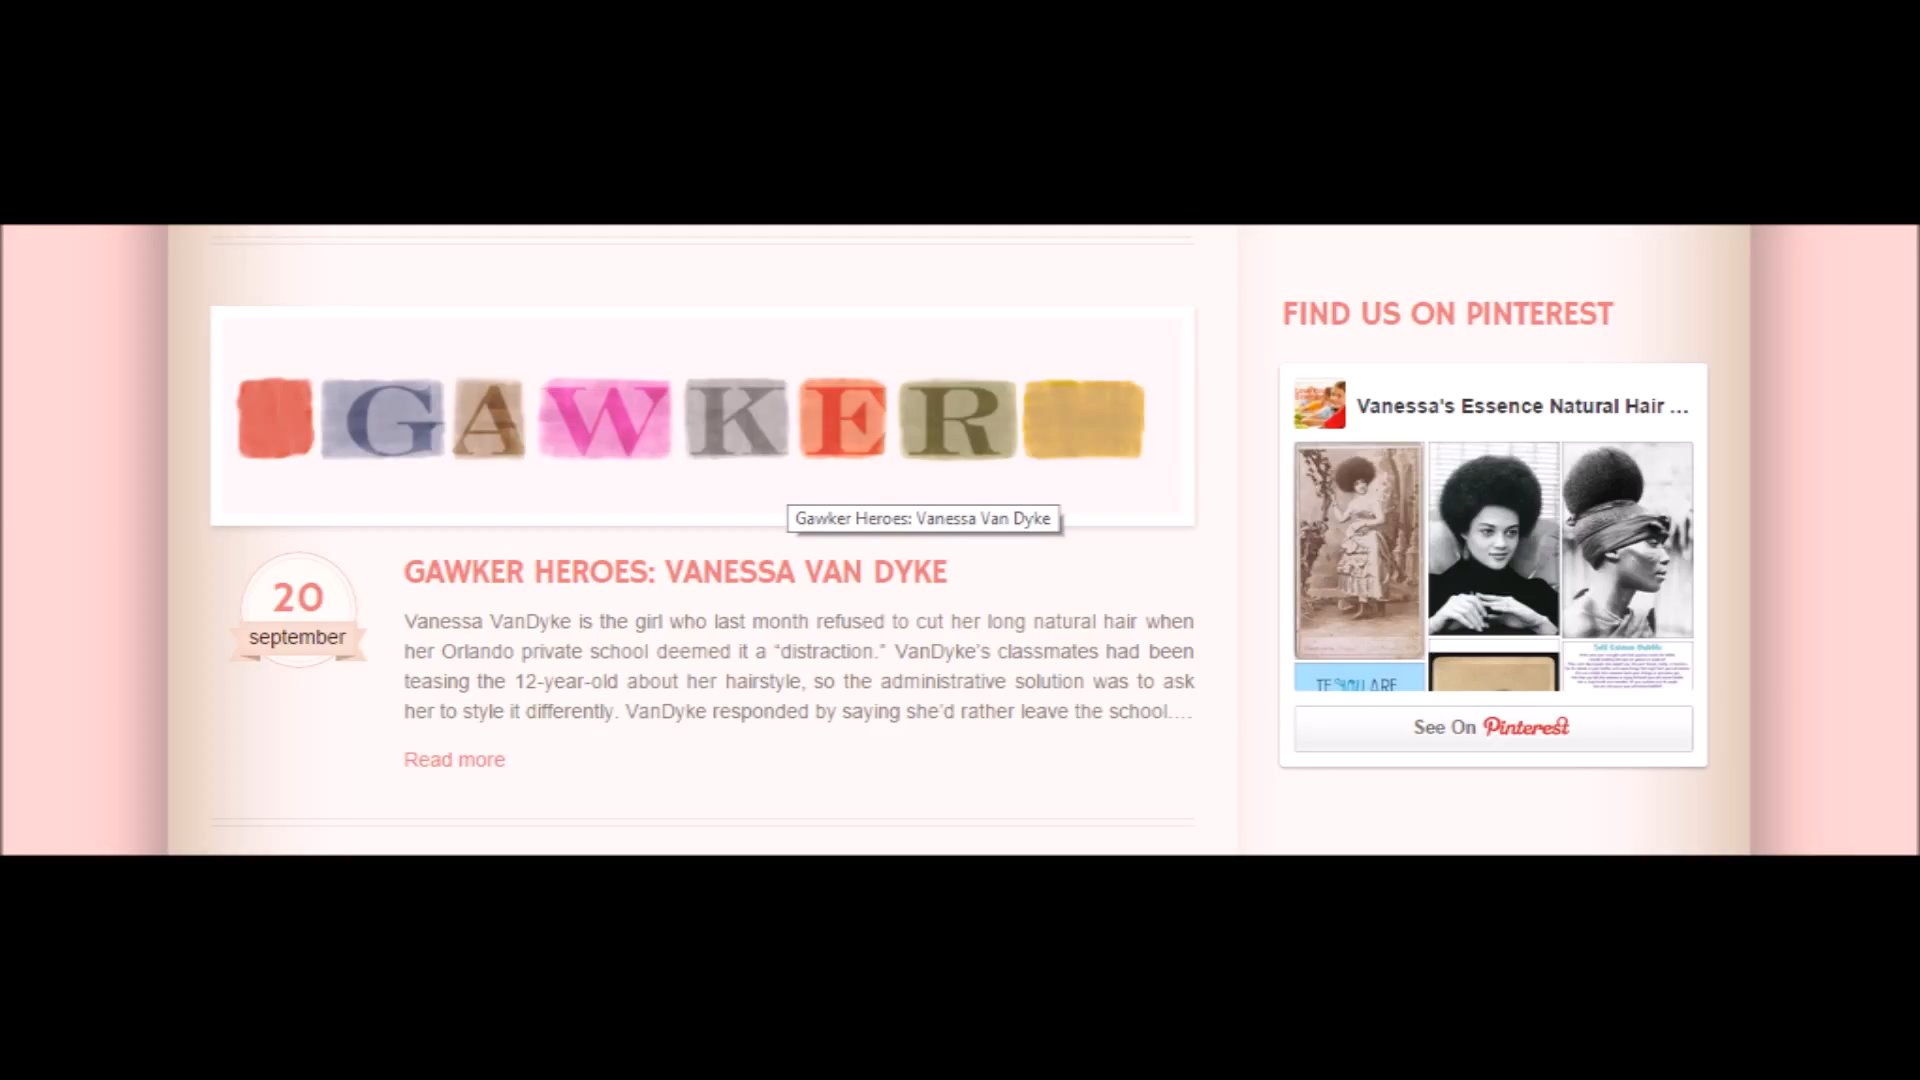 GAWKER
Gawker Heroes: Vanessa Van Dyke
20
september
GAWKER HEROES: VANESSA VAN DYKE
Vanessa VanDyke is the girl who last month refused to cut her long natural hair when
her Orlando private school deemed it a “distraction.” VanDyke’s classmates had been
teasing the 12-year-old about her hairstyle, so the administrative solution was to ask
her to style it differently. VanDyke responded by saying she’d rather leave the school....
Read more
FIND US ON PINTEREST
Vanessa's Essence Natural Hair ...
YOU ARE
See On Pinterest